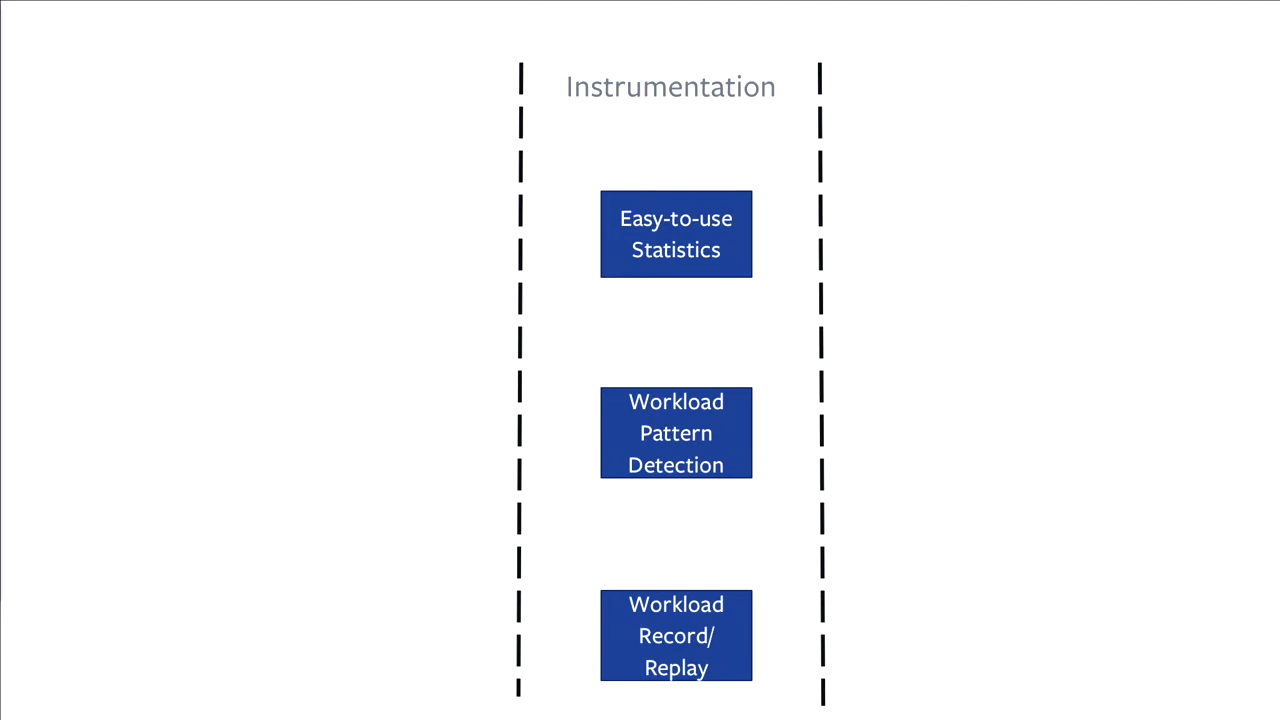 Instrumentation
Easy-to-use
Statistics
Workload
Pattern
Detection
Workload
Record/
Replay